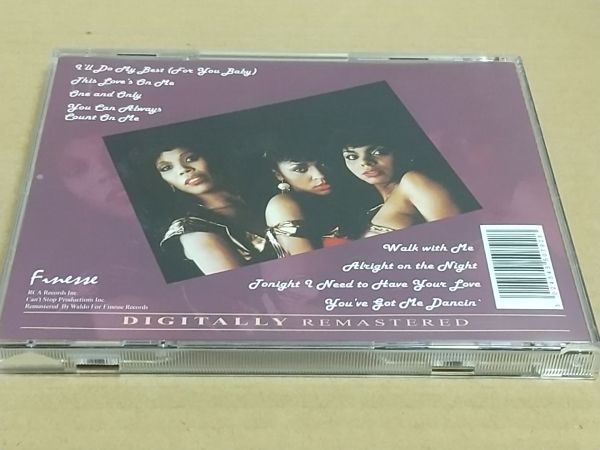 I'll Do My Best (For You Baby)
This Love's On Me
One and Only
You Can Always
Count On Me
Walk with Me
Alright on the Night
Tonight I Need to Have Your Love
You've Got Me Dancin'
Finesse
RCA Records Inc.
Can't Stop Productions Inc.
Remastered By Waldo For Finesse Records
DIGITALLY REMASTERED